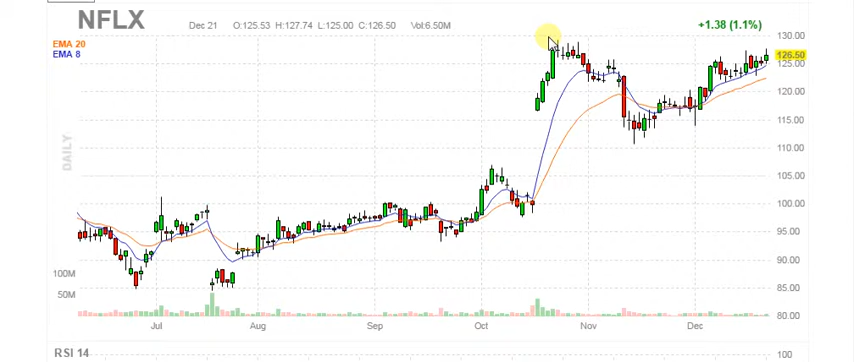 NFLX Dec 21 O:125.53 H:127.74 L:125.00 C:126.50 Vol:6.50M +1.38 (1.1%)
EMA 20
EMA 8
DAILY
130.00
126.50
125.00
120.00
115.00
110.00
105.00
100.00
95.00
90.00
100M 85.00
50M
80.00
Jul Aug Sep Oct Nov Dec
RSI 14 100